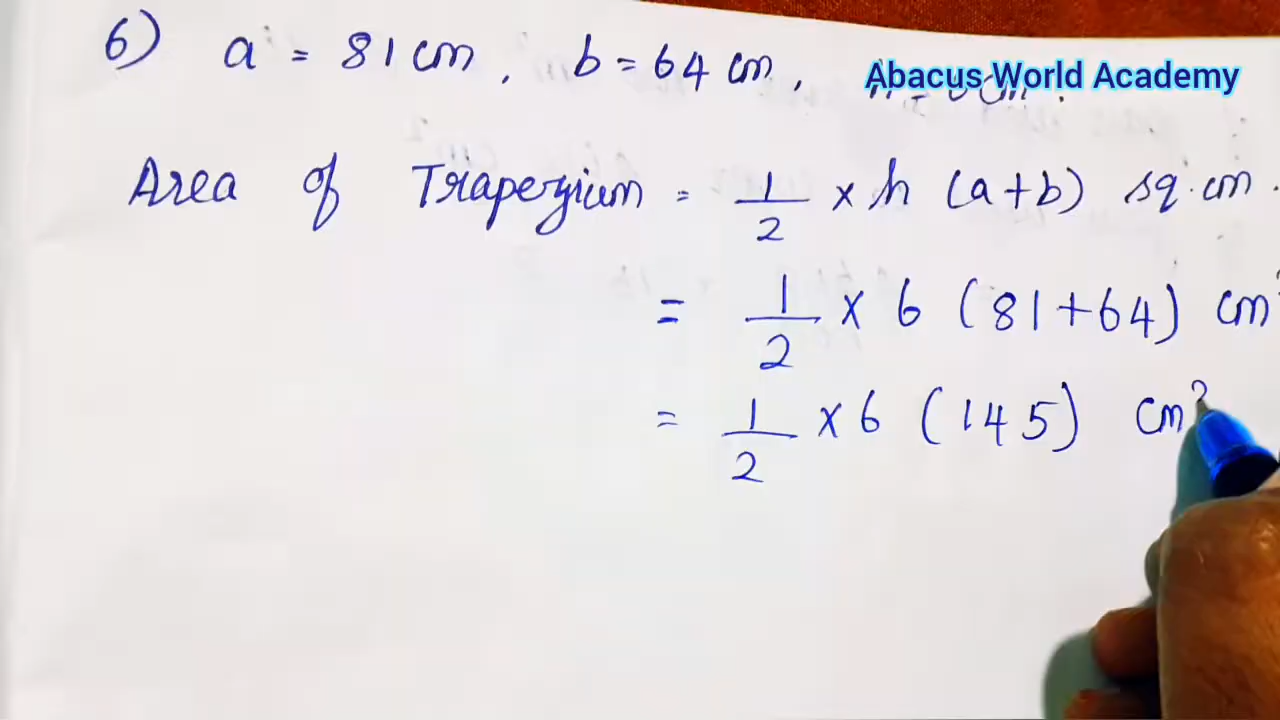 6) a = 81 cm, b = 64 cm,
Abacus World Academy
Area of Trapezium = 1/2 × h (a+b) sq.cm.
= 1/2 × 6 (81+64) cm
= 1/2 × 6 (145) cm²